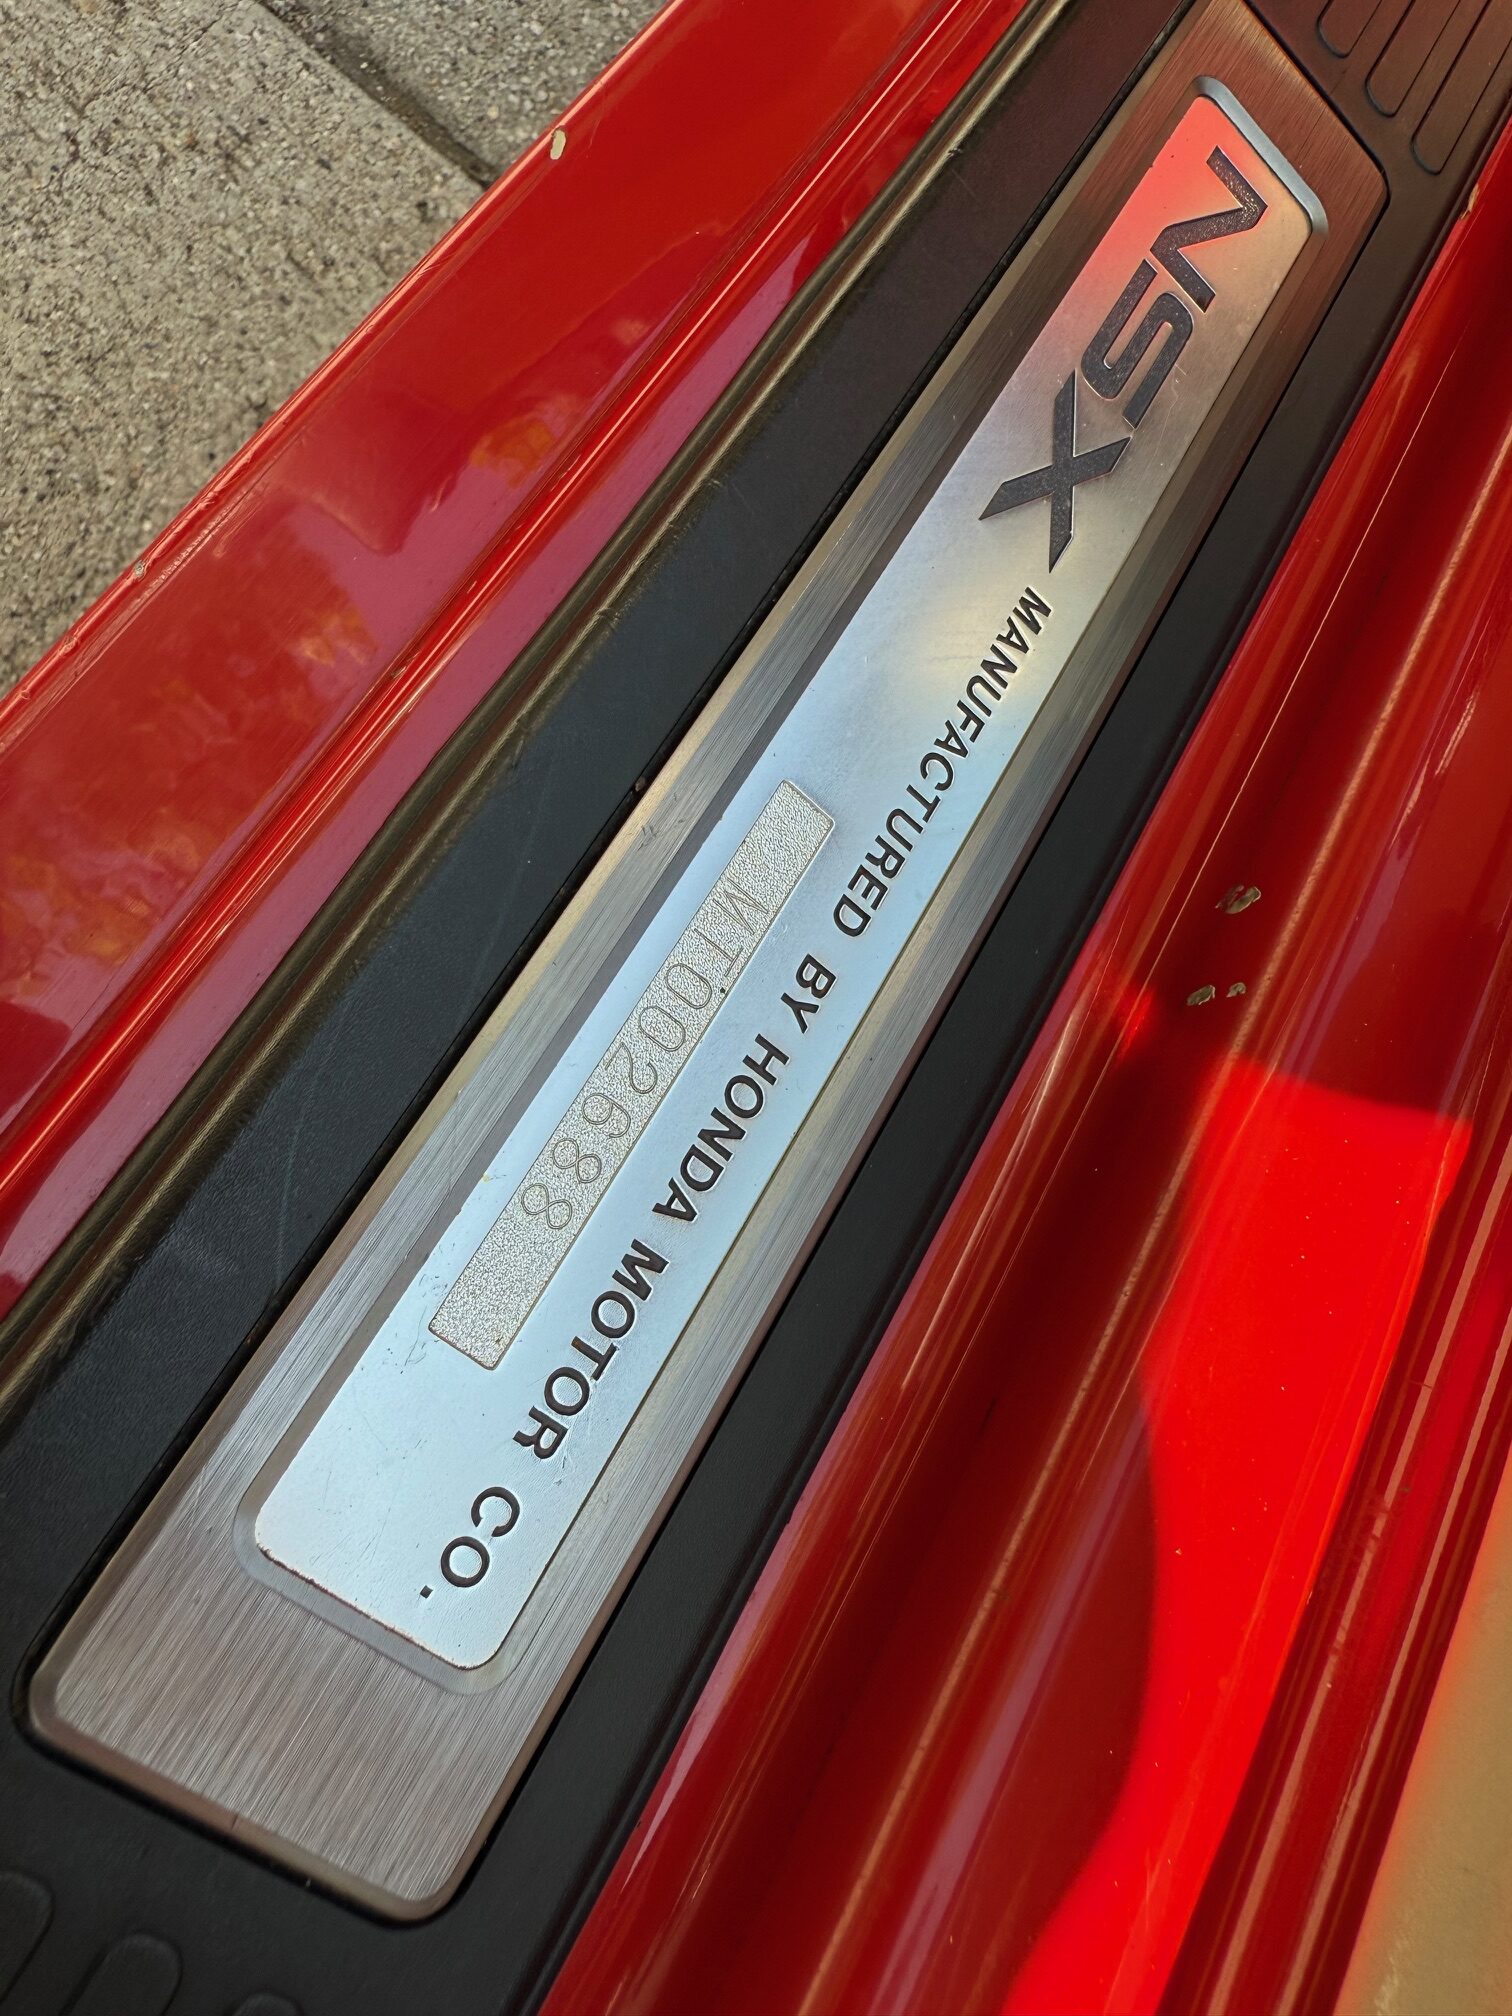 NSX
MANUFACTURED BY HONDA MOTOR CO.
MT002688